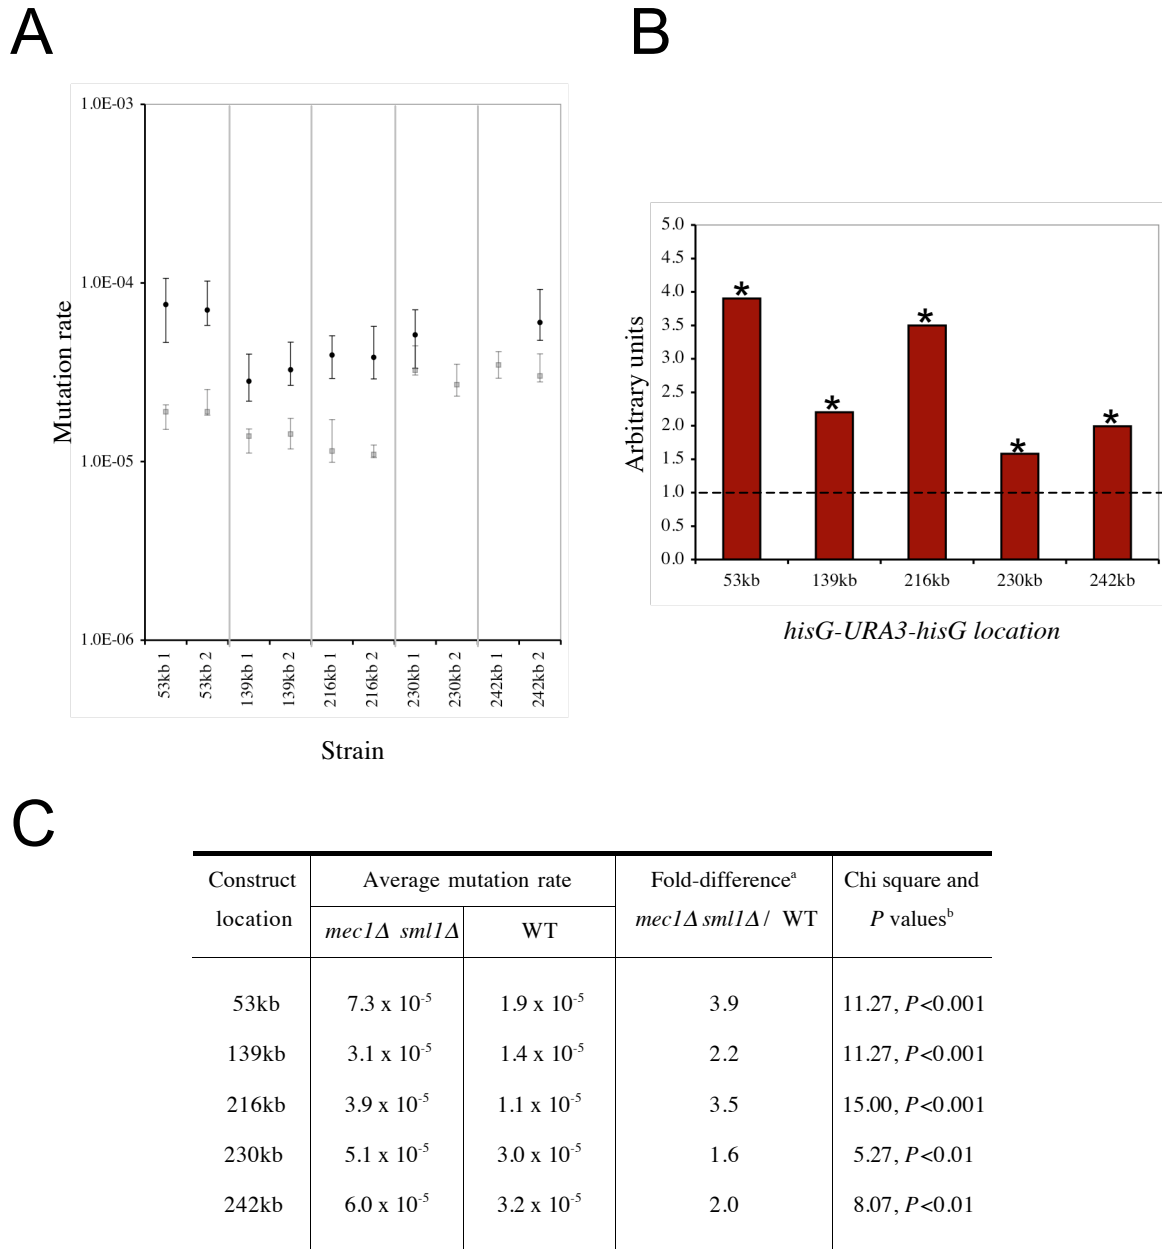 A
B
1.0E-03
1.0E-04
1.0E-05
1.0E-06
Mutation rate
53kb 1
53kb 2
139kb 1
139kb 2
216kb 1
216kb 2
230kb 1
230kb 2
242kb 1
242kb 2
Strain
5.0
4.5
4.0
3.5
3.0
2.5
2.0
1.5
1.0
0.5
0.0
Arbitrary units
* * * * *
53kb 139kb 216kb 230kb 242kb
hisG-URA3-hisG location
C
Construct location
Average mutation rate
Fold-differenceᵃ
mec1Δ sml1Δ / WT
Chi square and
P valuesᵇ
mec1Δ sml1Δ WT
53kb 7.3 x 10⁻⁵ 1.9 x 10⁻⁵ 3.9 11.27, P<0.001
139kb 3.1 x 10⁻⁵ 1.4 x 10⁻⁵ 2.2 11.27, P<0.001
216kb 3.9 x 10⁻⁵ 1.1 x 10⁻⁵ 3.5 15.00, P<0.001
230kb 5.1 x 10⁻⁵ 3.0 x 10⁻⁵ 1.6 5.27, P<0.01
242kb 6.0 x 10⁻⁵ 3.2 x 10⁻⁵ 2.0 8.07, P<0.01